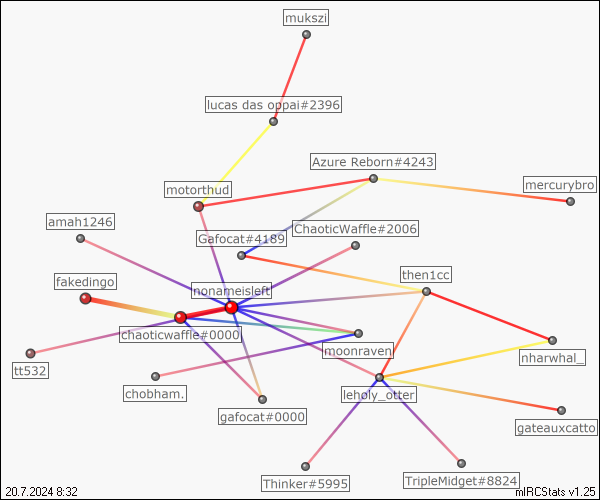 mukszi
lucas das oppai#2396
Azure Reborn#4243
motorthud
mercurybro
amah1246
ChaoticWaffle#2006
Gafocat#4189
then1cc
fakedingo
nonameisleft
chaoticwaffle#0000
moonraven
nharwhal_
tt532
chobham.
leholy_otter
gafocat#0000
gateauxcatto
Thinker#5995
TripleMidget#8824
20.7.2024 8:32
mIRCStats v1.25